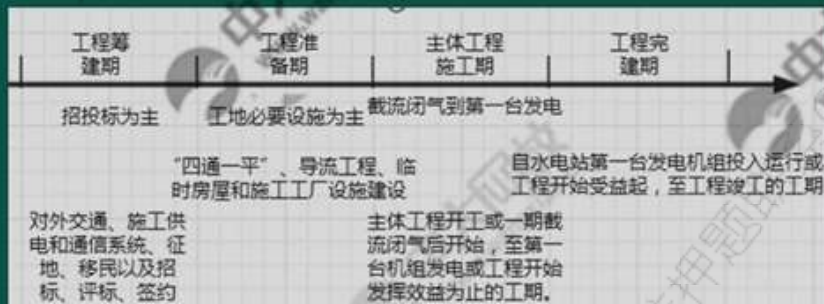 工程筹
建期
工程准
备期
主体工程
施工期
工程完
建期
招投标为主
工地必要设施为主
截流闭气到第一台发电
“四通一平”、导流工程、临
时房屋和施工工厂设施建设
自水电站第一台发电机组投入运行或
工程开始受益起，至工程竣工的工期
对外交通、施工供
电和通信系统、征
地、移民以及招
标、评标、签约
主体工程开工或一期截
流闭气后开始，至第一
台机组发电或工程开始
发挥效益为止的工期。